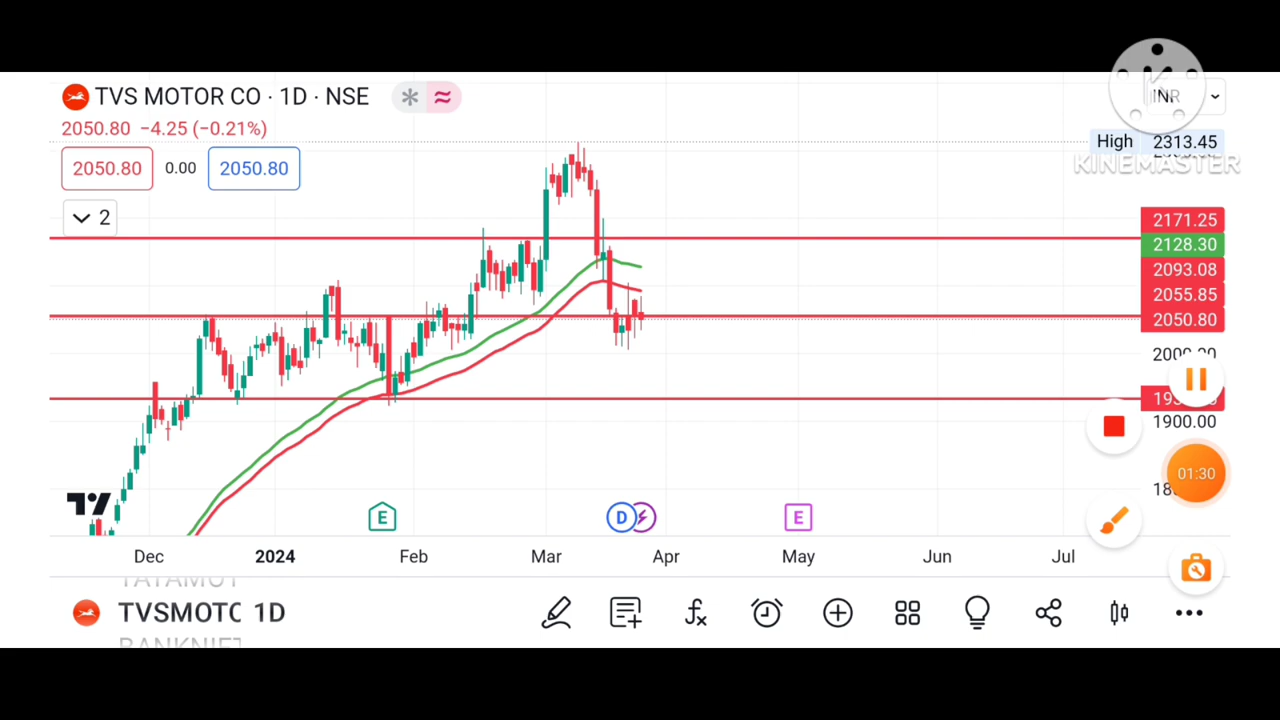 TVS MOTOR CO · 1D · NSE
INR
2050.80 −4.25 (−0.21%)
High 2313.45
KINEMASTER
2050.80 0.00 2050.80
2
2171.25
2128.30
2093.08
2055.85
2050.80
1900.00
01:30
E D E
Dec 2024 Feb Mar Apr May Jun Jul
TATAMOT
TVSMOTC 1D
BANKNIFT